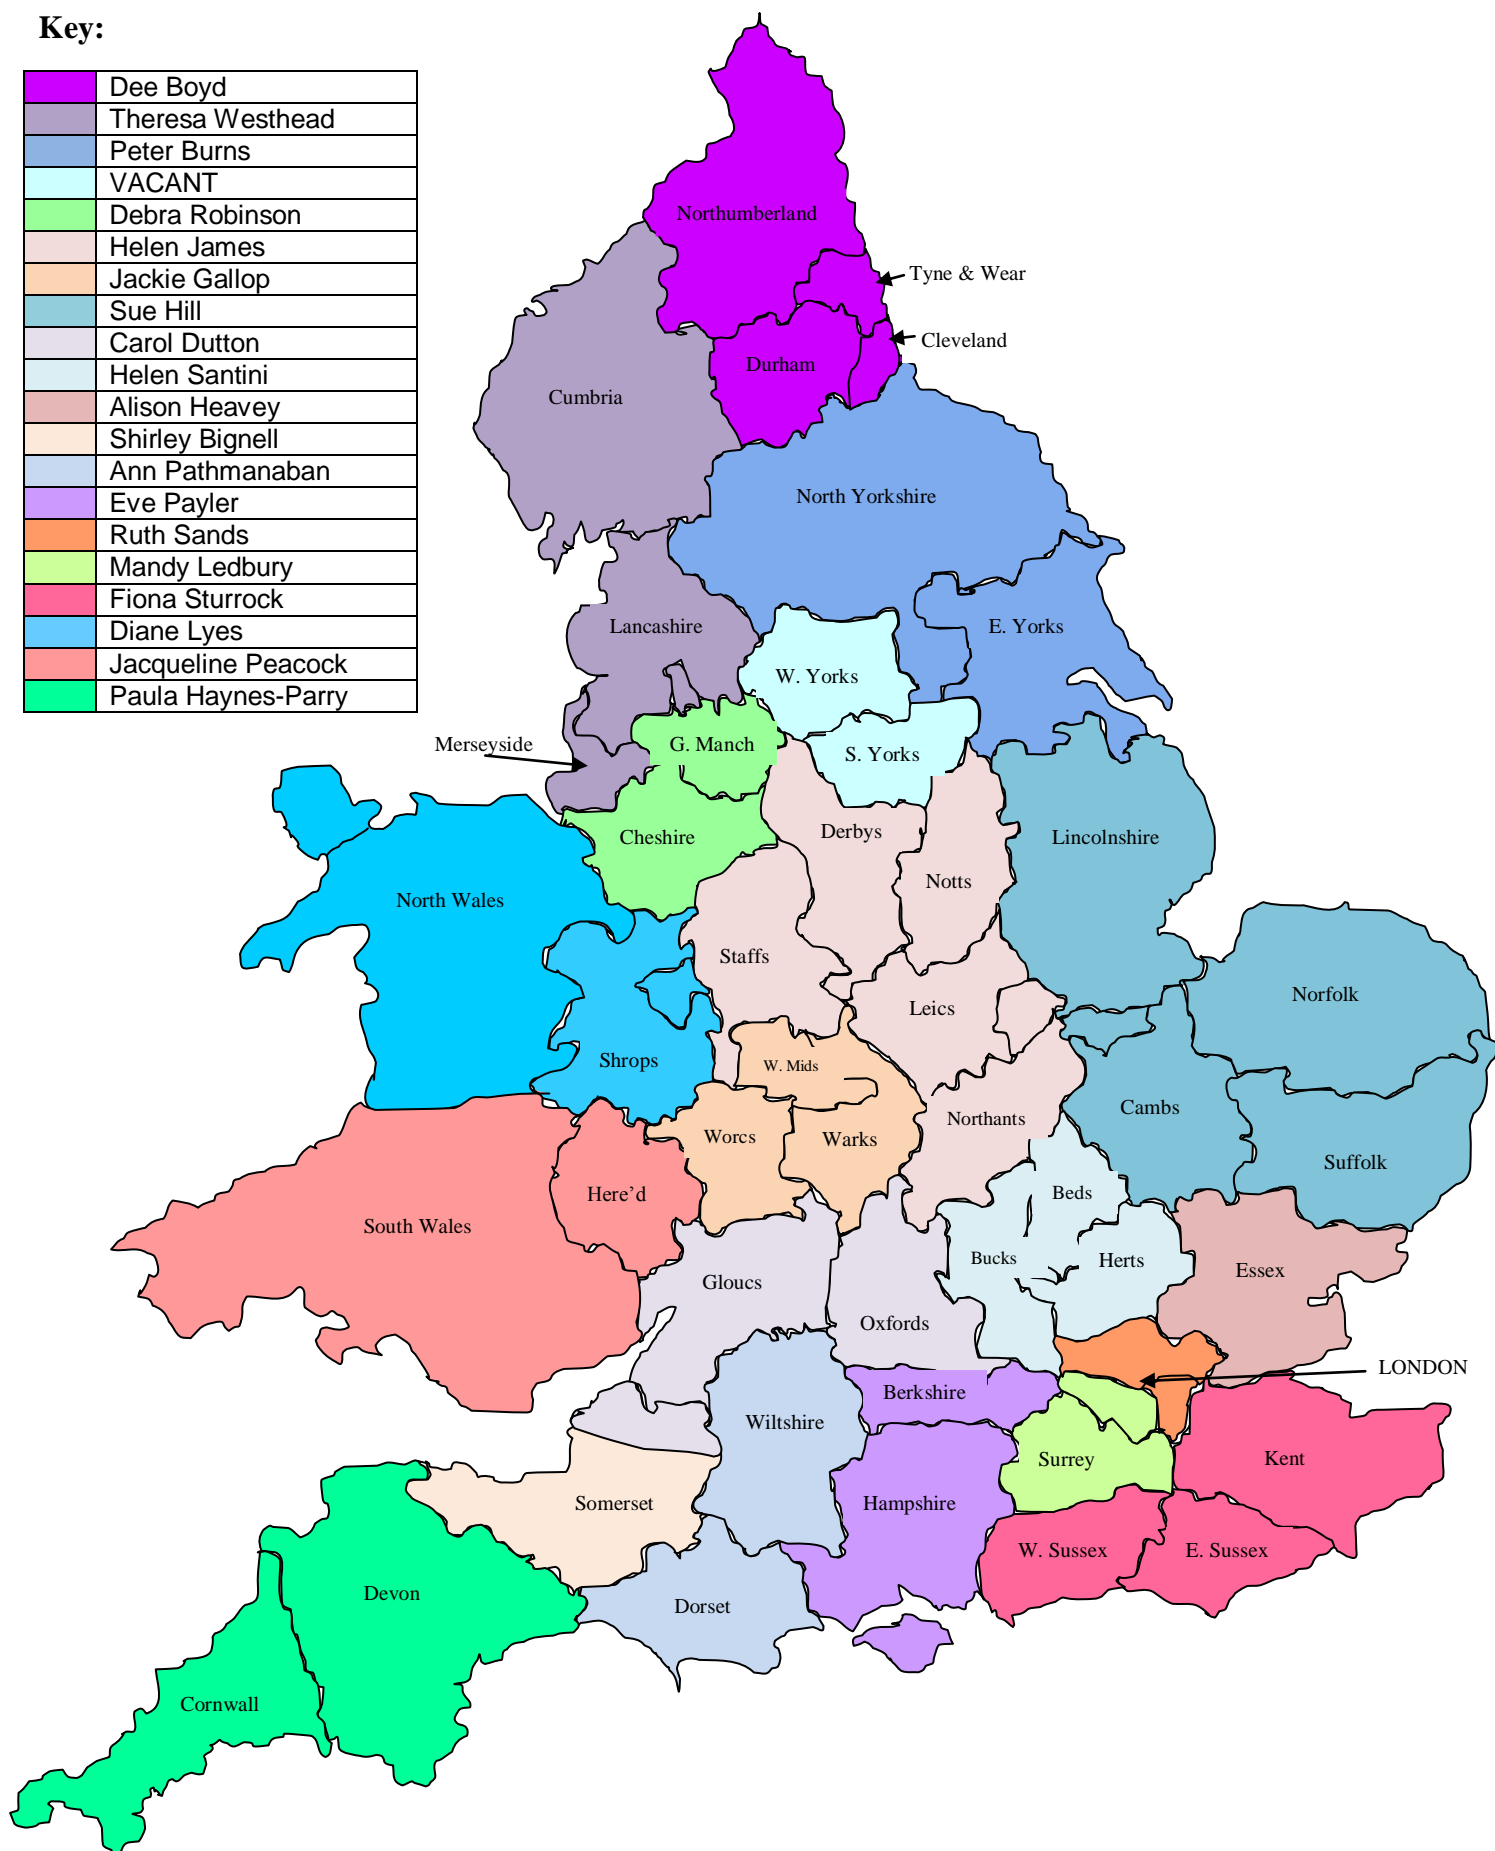 Key:
Dee Boyd
Theresa Westhead
Peter Burns
VACANT
Debra Robinson
Helen James
Jackie Gallop
Sue Hill
Carol Dutton
Helen Santini
Alison Heavey
Shirley Bignell
Ann Pathmanaban
Eve Payler
Ruth Sands
Mandy Ledbury
Fiona Sturrock
Diane Lyes
Jacqueline Peacock
Paula Haynes-Parry
Northumberland
Tyne & Wear
Cleveland
Durham
Cumbria
North Yorkshire
Lancashire
E. Yorks
W. Yorks
Merseyside
G. Manch
S. Yorks
Cheshire
Derbys
Lincolnshire
Notts
North Wales
Staffs
Norfolk
Leics
Shrops
W. Mids
Cambs
Northants
Worcs
Warks
Suffolk
Here'd
Beds
South Wales
Bucks
Herts
Essex
Gloucs
Oxfords
LONDON
Berkshire
Wiltshire
Surrey
Kent
Somerset
Hampshire
W. Sussex
E. Sussex
Devon
Dorset
Cornwall